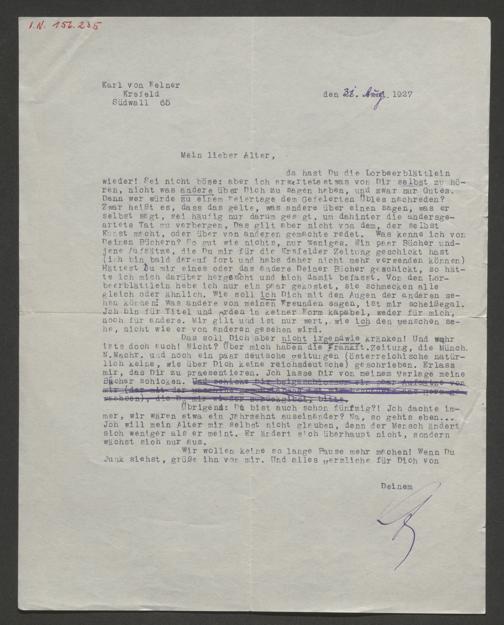 I.N. 156.235
Karl von Felner
Krefeld
Südwall 65
den 31. Aug. 1927
Mein lieber Alter,
da hast Du die Lorbeerblättlein
wieder! Sei nicht böse: aber ich erwartete etwas von Dir selbst zu hö-
ren, nicht was andere über Dich zu sagen haben, und zwar nur Gutes.
Denn wer würde zu einem Feiertage dem Gefeierten Übles nachreden?
Zwar heißt es, dass das gelte, was andere über einen sagen, was er
selbst sagt, sei häufig nur darum gesagt, um dahinter die andersge-
artete Tat zu verbergen. Das gilt aber nicht von dem, der selbst
Kunst macht, oder über von anderen gemachte redet. Was kenne ich von
Deinen Büchern? So gut wie nichts, nur Weniges. Ein paar Bücher und
jene Aufsätze, die Du mir für die Krefelder Zeitung geschickt hast
(ich bin bald darauf fort und habe daher nicht mehr verwenden können)
Hättest Du mir eines oder das andere Deiner Bücher geschickt, so hät-
te ich mich darüber hergemacht und mich damit befasst. Von den Lor-
beerblättlein habe ich nur ein paar gekostet, sie schmecken alle
gleich oder ähnlich. Wie soll ich Dich mit den Augen der anderen se-
hen können? Was andere von meinen Freunden sagen, ist mir scheißegal.
Ich bin für Titel und Orden in keiner Form kapabel, weder für mich,
noch für andere. Mir gilt und ist nur wert, wie ich den Menschen se-
he, nicht wie er von anderen gesehen wird.
Das soll Dich aber nicht irgendwie kränken! Und wahr
ists doch auch! Nicht? Über mich haben die Frankf. Zeitung, die Münch.
N. Nachr. und noch ein paar deutsche Zeitungen (österreichische natür-
lich keine, wie über Dich keine reichsdeutsche) geschrieben. Erlass
mir, das Dir zu praesentieren. Ich lasse Dir von meinem Verlage meine
Bücher schicken.
Übrigens: Du bist auch schon fünfzig?! Ich dachte im-
mer, wir wären etwa ein Jahrzehnt auseinander? Na, so gehts eben...
Ich will meinem Alter mir selbst nicht glauben, denn der Mensch ändert
sich weniger als er meint. Er ändert sich überhaupt nicht, sondern
wächst sich nur aus.
Wir wollen keine so lange Pause mehr machen! Wenn Du
Junk siehst, grüße ihn von mir. Und alles Herzliche für Dich von
Deinem